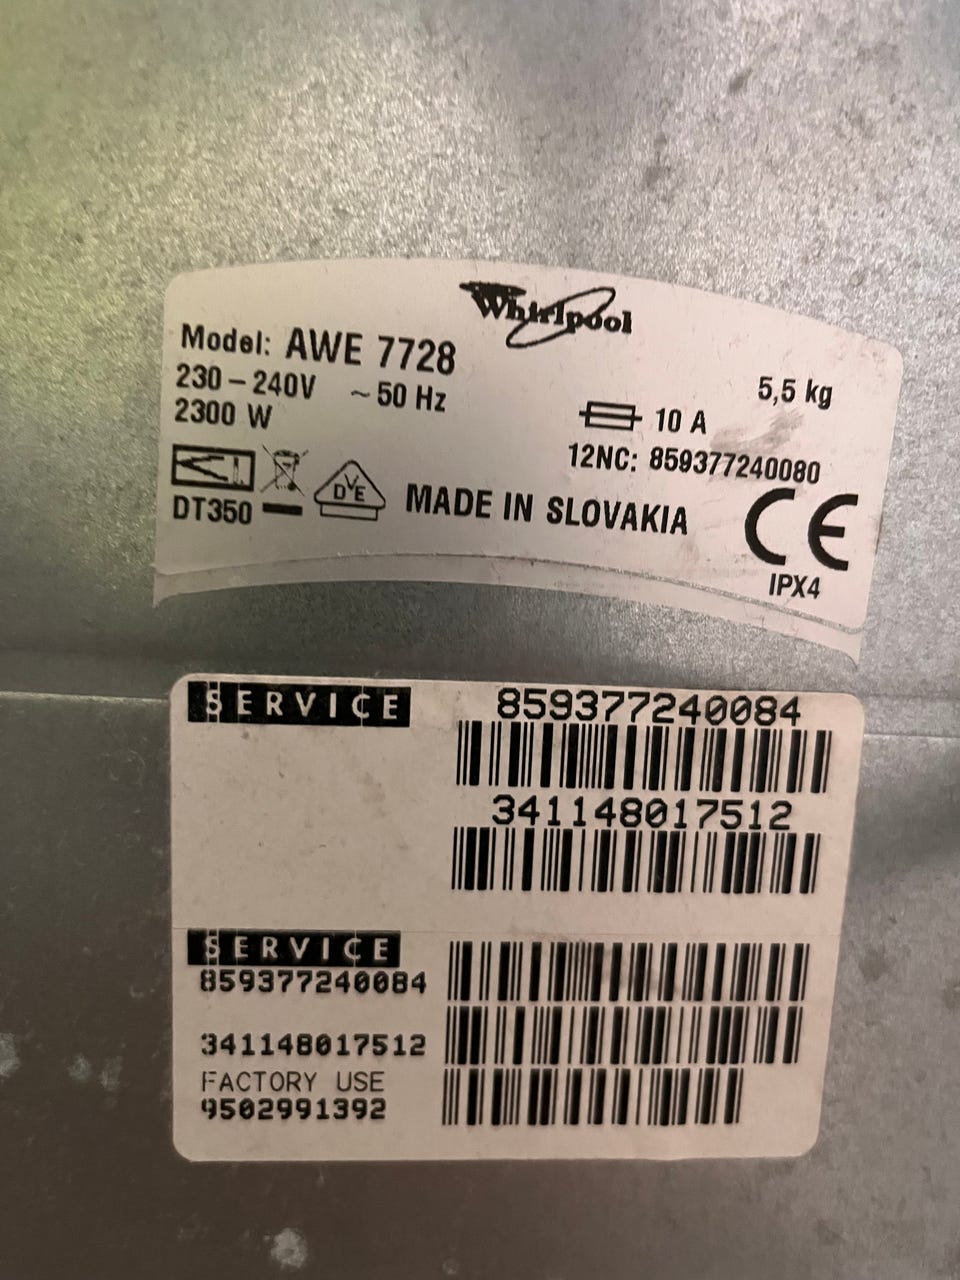 Whirlpool
Model: AWE 7728
230 – 240V ~ 50 Hz
5,5 kg
2300 W
10 A
12NC: 859377240080
DVE
DT350
MADE IN SLOVAKIA
CE
IPX4
SERVICE
859377240084
341148017512
SERVICE
859377240084
341148017512
FACTORY USE
9502991392